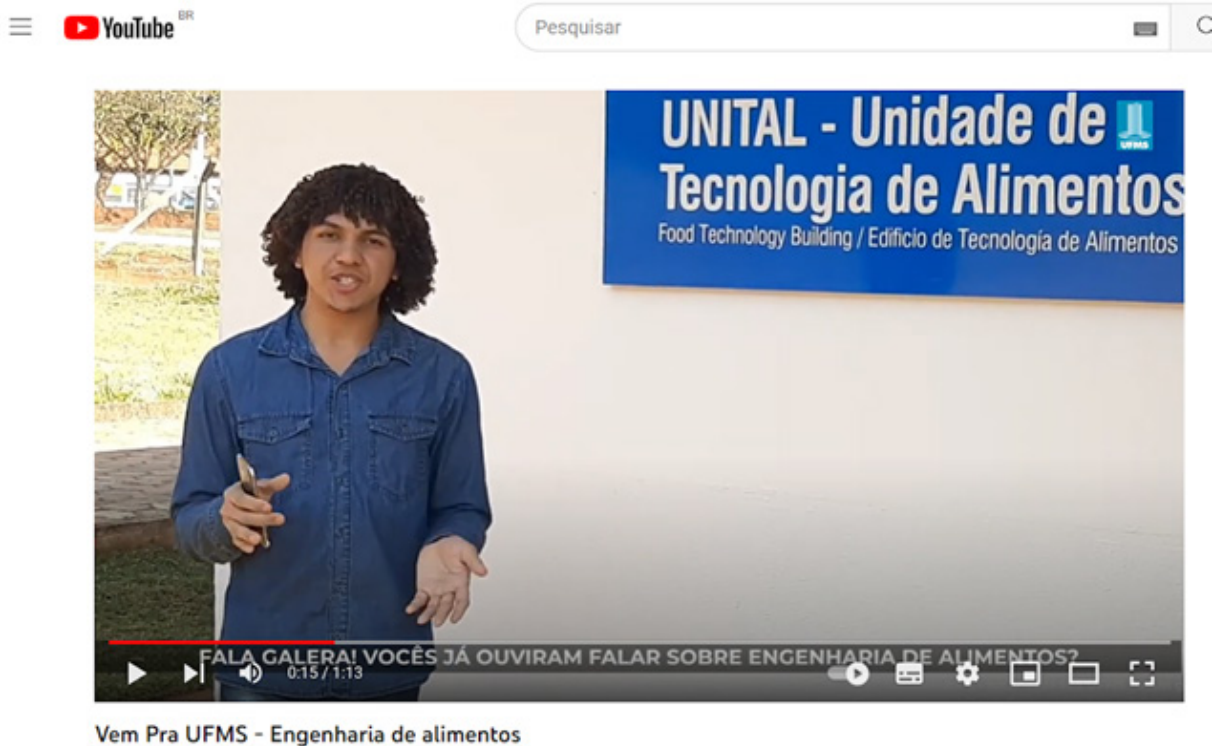 YouTube BR
Pesquisar
UNITAL - Unidade de
UFMS
Tecnologia de Alimentos
Food Technology Building / Edificio de Tecnología de Alimentos
FALA GALERA! VOCÊS JÁ OUVIRAM FALAR SOBRE ENGENHARIA DE ALIMENTOS?
0:15 / 1:13
Vem Pra UFMS - Engenharia de alimentos